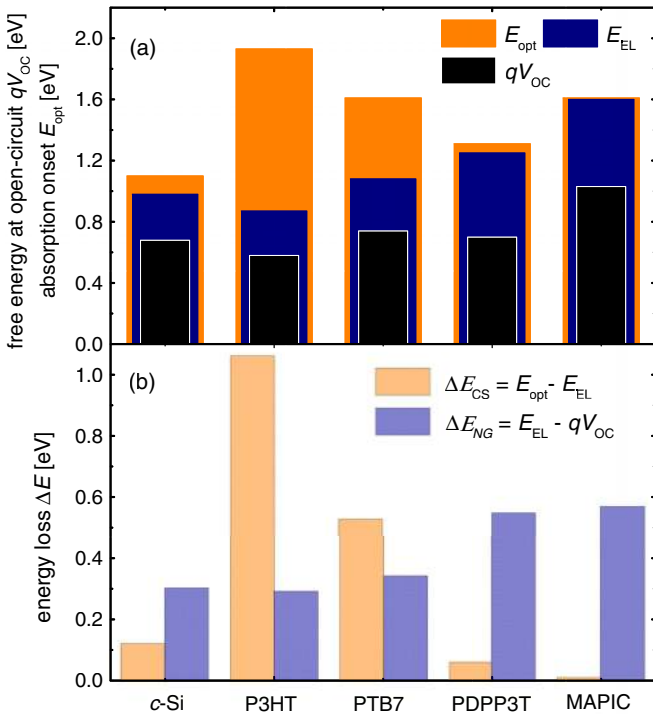 (a)
E_opt
E_EL
qV_OC
free energy at open-circuit qV_OC [eV]
absorption onset E_opt [eV]
2.0
1.6
1.2
0.8
0.4
0.0
(b)
ΔE_CS = E_opt - E_EL
ΔE_NG = E_EL - qV_OC
energy loss ΔE [eV]
1.0
0.8
0.6
0.4
0.2
0.0
c-Si
P3HT
PTB7
PDPP3T
MAPIC